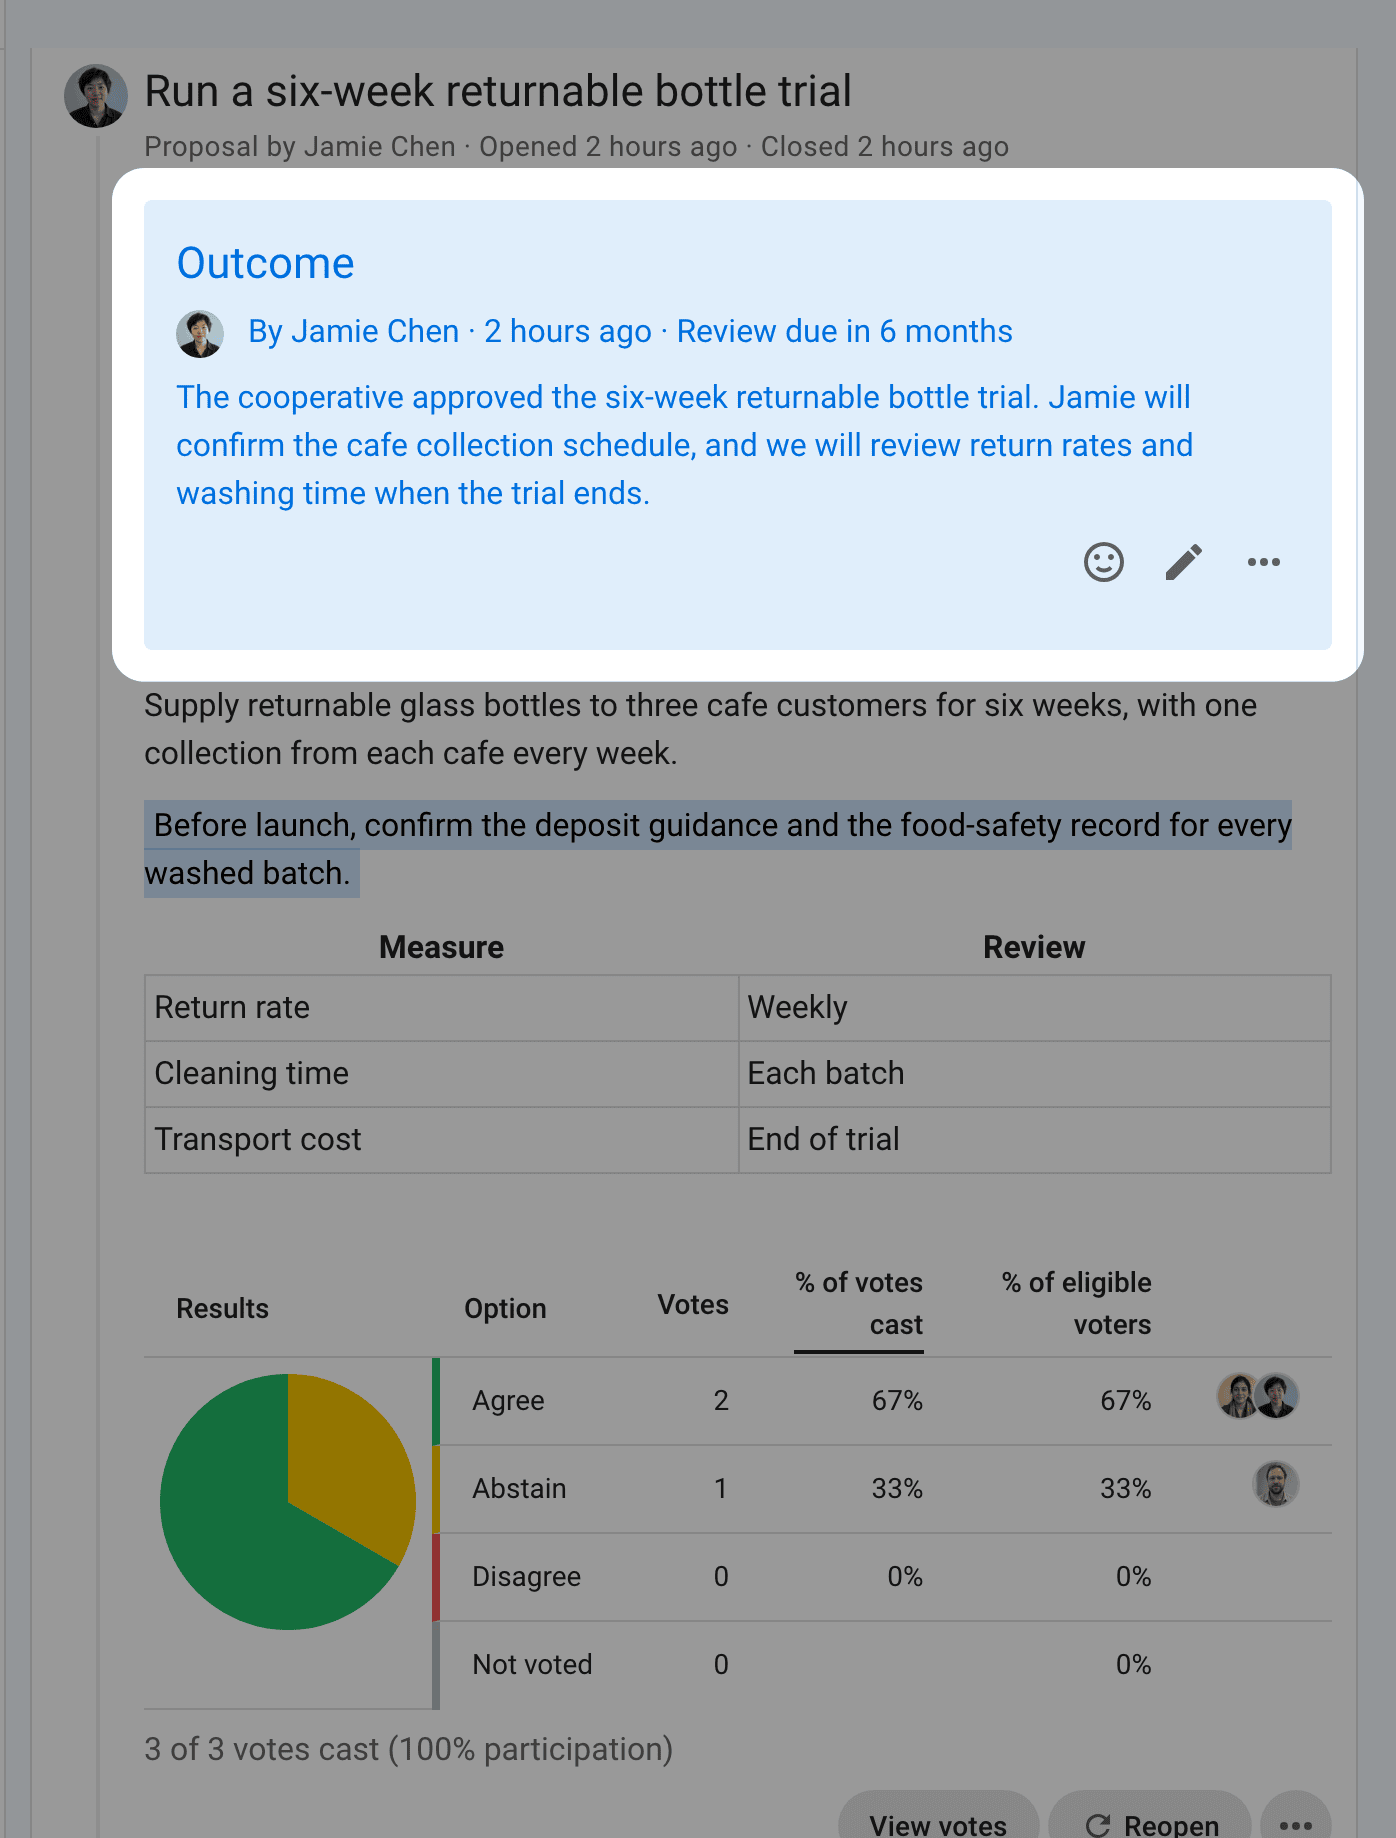 Run a six-week returnable bottle trial
Proposal by Jamie Chen · Opened 2 hours ago · Closed 2 hours ago
Outcome
By Jamie Chen · 2 hours ago · Review due in 6 months
The cooperative approved the six-week returnable bottle trial. Jamie will
confirm the cafe collection schedule, and we will review return rates and
washing time when the trial ends.
Supply returnable glass bottles to three cafe customers for six weeks, with one
collection from each cafe every week.
Before launch, confirm the deposit guidance and the food-safety record for every
washed batch.
Measure Review
Return rate Weekly
Cleaning time Each batch
Transport cost End of trial
Results Option Votes % of votes cast % of eligible voters
Agree 2 67% 67%
Abstain 1 33% 33%
Disagree 0 0% 0%
Not voted 0 0%
3 of 3 votes cast (100% participation)
View votes Reopen